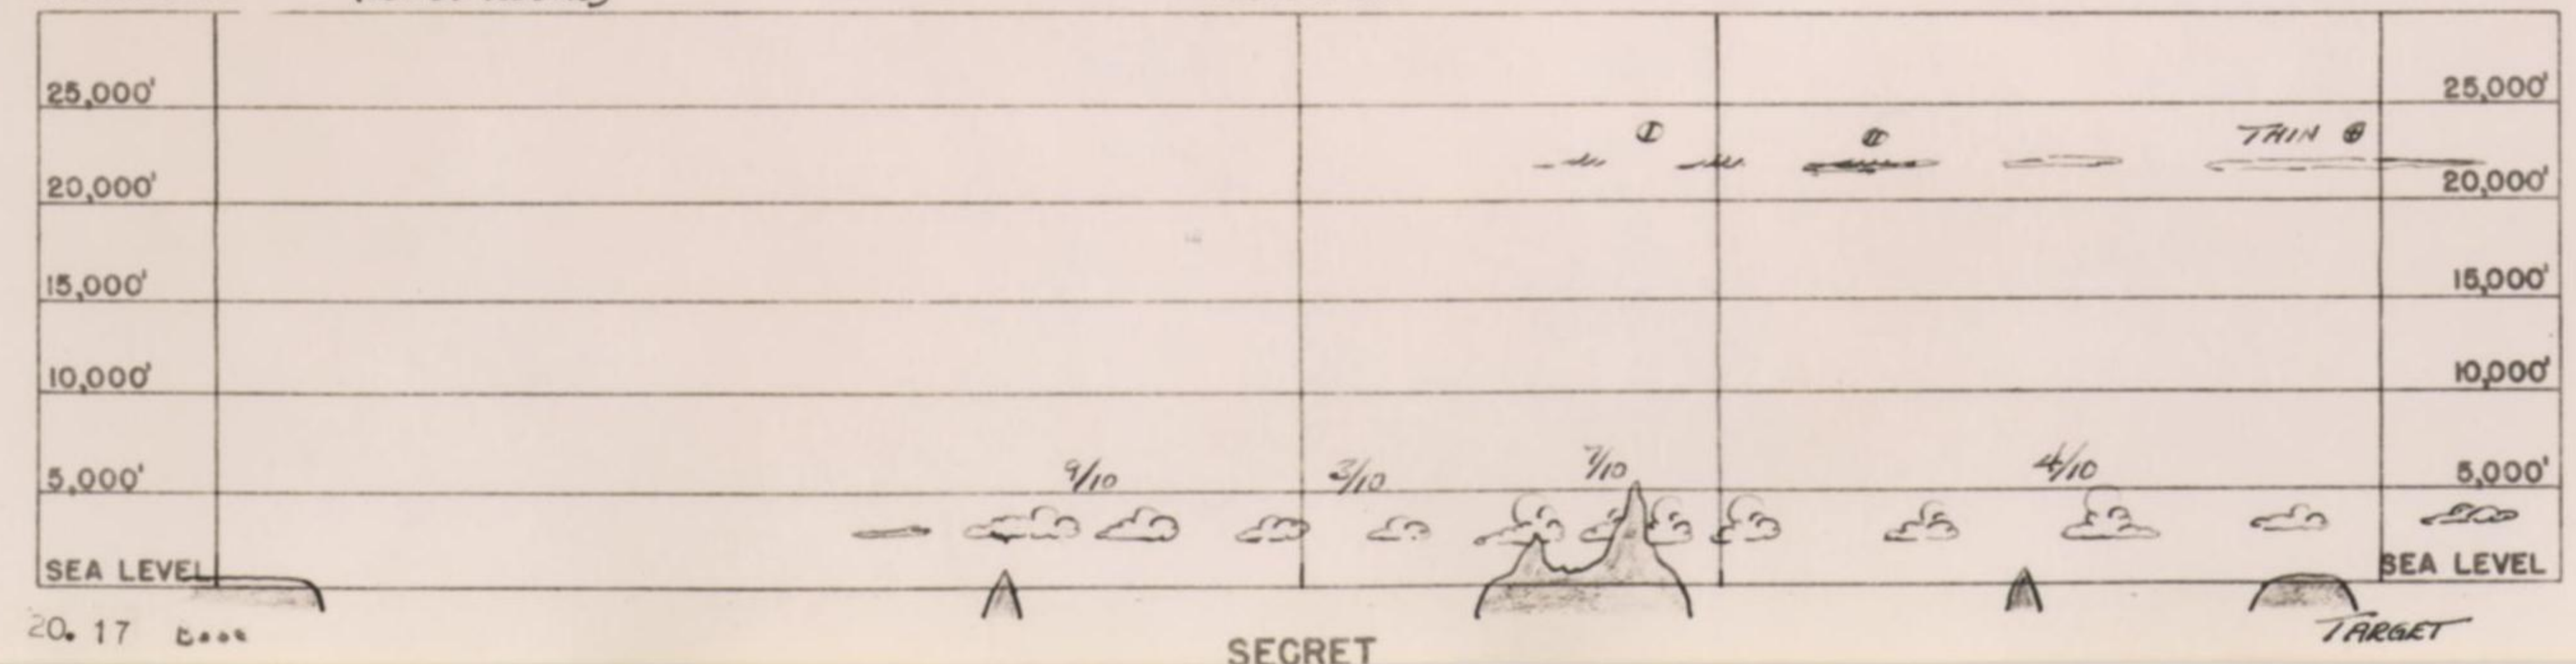 25,000' 25,000'
THIN ⊕
20,000' 20,000'
15,000' 15,000'
10,000' 10,000'
9/10 3/10 7/10 4/10
5,000' 5,000'
SEA LEVEL SEA LEVEL
20. 17
TARGET
SECRET